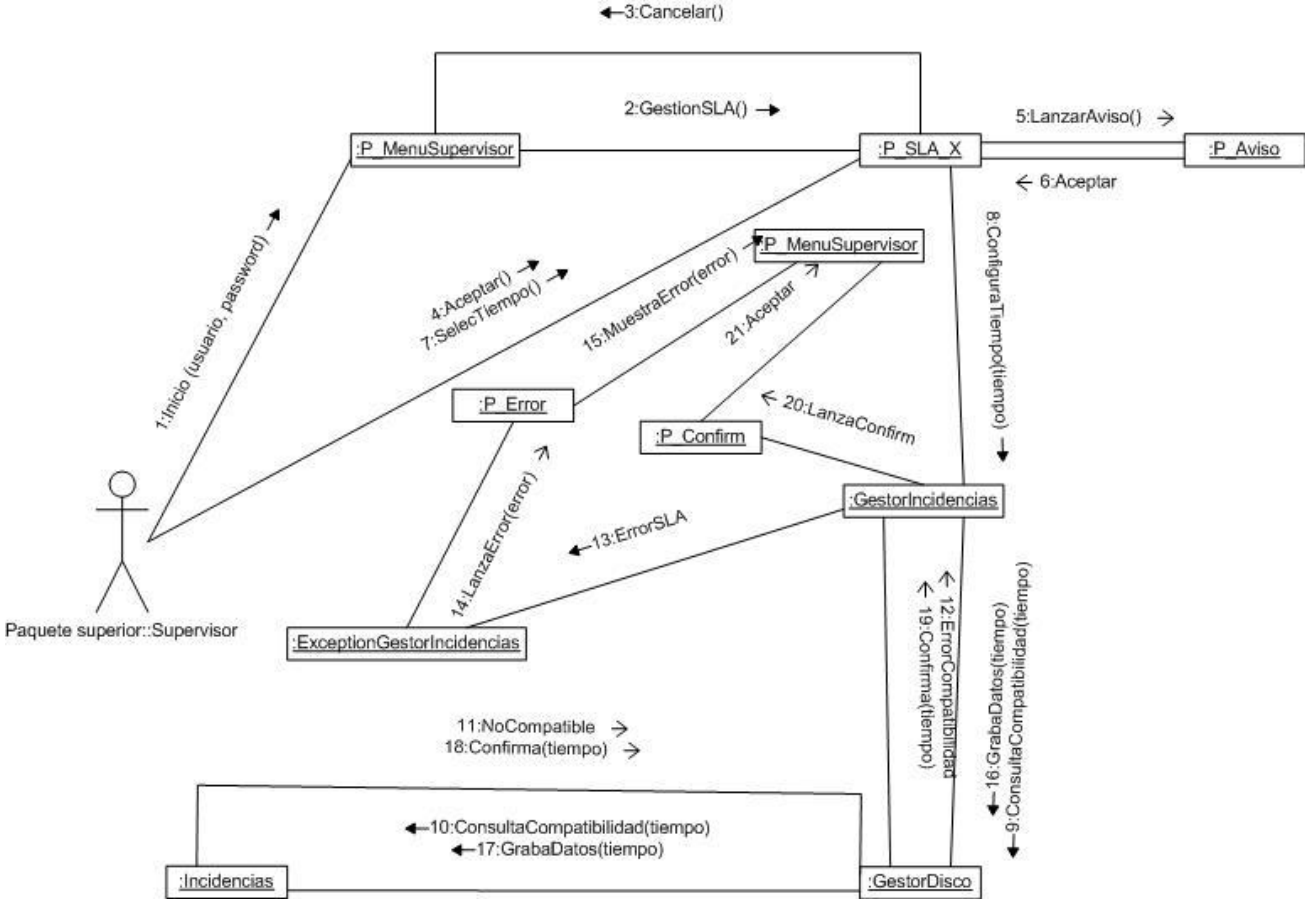 3:Cancelar()
2:GestionSLA()
5:LanzarAviso()
:P_MenuSupervisor
:P_SLA_X
:P_Aviso
6:Aceptar
1:Inicio (usuario, password)
4:Aceptar()
7:SelecTiempo()
:P_MenuSupervisor
15:MuestraError(error)
21:Aceptar
8:ConfiguraTiempo(tiempo)
:P_Error
20:LanzaConfirm
:P_Confirm
:GestorIncidencias
13:ErrorSLA
14:LanzaError(error)
Paquete superior::Supervisor
:ExceptionGestorIncidencias
12:ErrorCompatibilidad
19:Confirma(tiempo)
16:GrabaDatos(tiempo)
9:ConsultaCompatibilidad(tiempo)
11:NoCompatible
18:Confirma(tiempo)
10:ConsultaCompatibilidad(tiempo)
17:GrabaDatos(tiempo)
:Incidencias
:GestorDisco